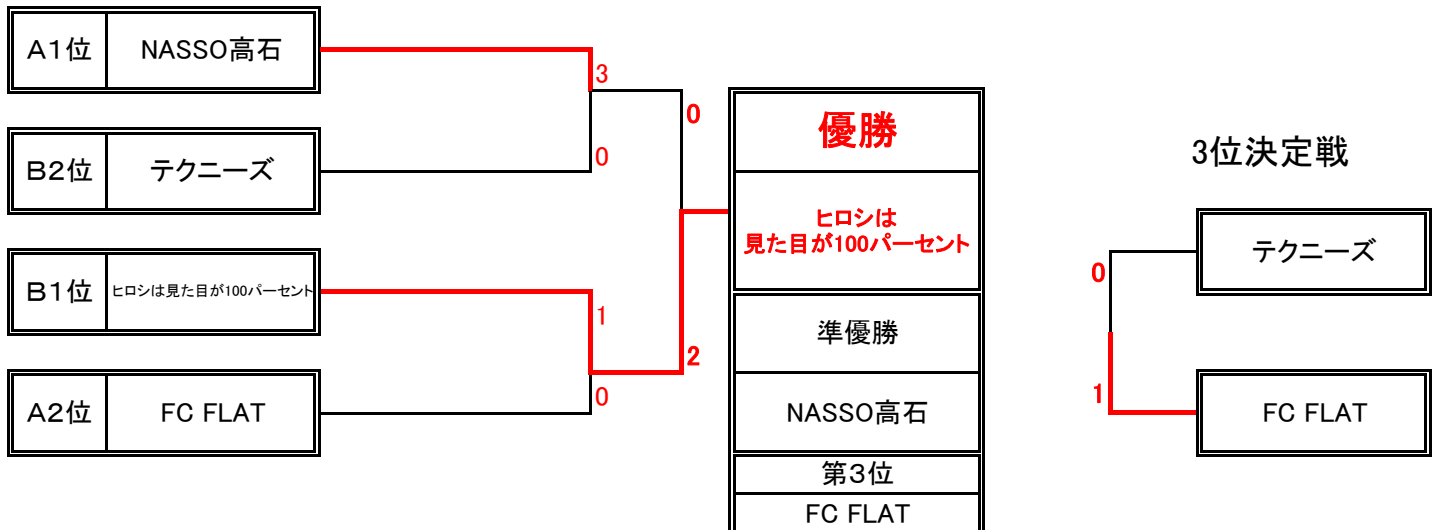 A1位 NASSO高石
3
0
B2位 テクニーズ
0
B1位 ヒロシは見た目が100パーセント
1
2
A2位 FC FLAT
0
優勝
ヒロシは
見た目が100パーセント
準優勝
NASSO高石
第3位
FC FLAT
3位決定戦
テクニーズ
0
1
FC FLAT